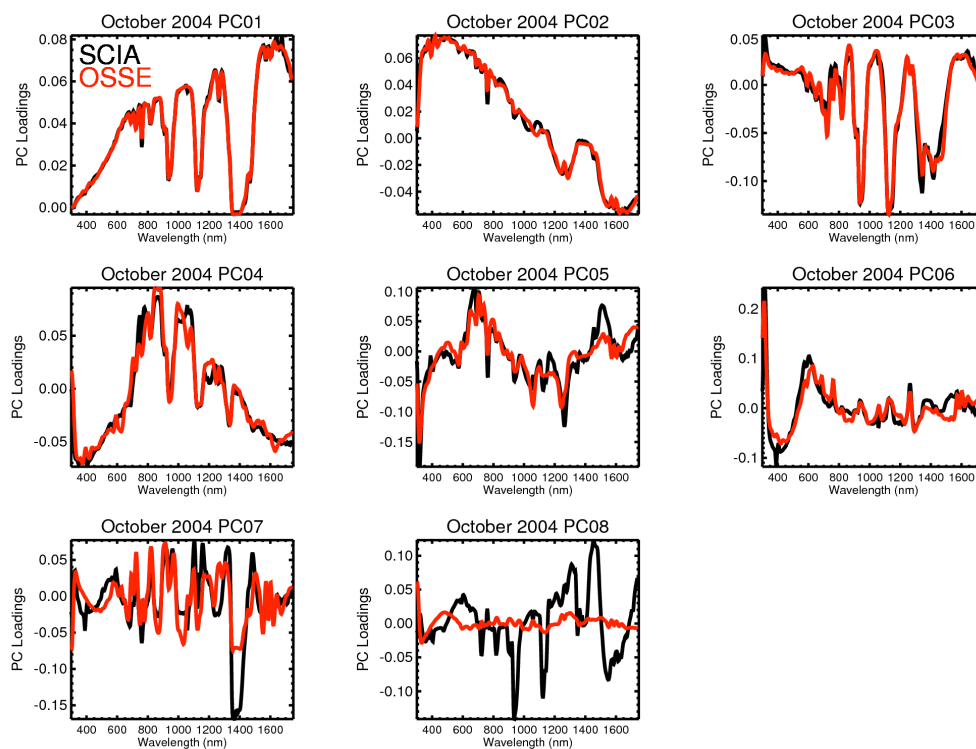 October 2004 PC01
October 2004 PC02
October 2004 PC03
SCIA
OSSE
PC Loadings
0.08
0.06
0.04
0.02
0.00
400 600 800 1000 1200 1400 1600
Wavelength (nm)
PC Loadings
0.06
0.04
0.02
0.00
-0.02
-0.04
400 600 800 1000 1200 1400 1600
Wavelength (nm)
PC Loadings
0.05
0.00
-0.05
-0.10
400 600 800 1000 1200 1400 1600
Wavelength (nm)
October 2004 PC04
October 2004 PC05
October 2004 PC06
PC Loadings
0.05
0.00
-0.05
400 600 800 1000 1200 1400 1600
Wavelength (nm)
PC Loadings
0.10
0.05
0.00
-0.05
-0.10
-0.15
400 600 800 1000 1200 1400 1600
Wavelength (nm)
PC Loadings
0.2
0.1
0.0
-0.1
400 600 800 1000 1200 1400 1600
Wavelength (nm)
October 2004 PC07
October 2004 PC08
PC Loadings
0.05
0.00
-0.05
-0.10
-0.15
400 600 800 1000 1200 1400 1600
Wavelength (nm)
PC Loadings
0.10
0.05
0.00
-0.05
-0.10
400 600 800 1000 1200 1400 1600
Wavelength (nm)